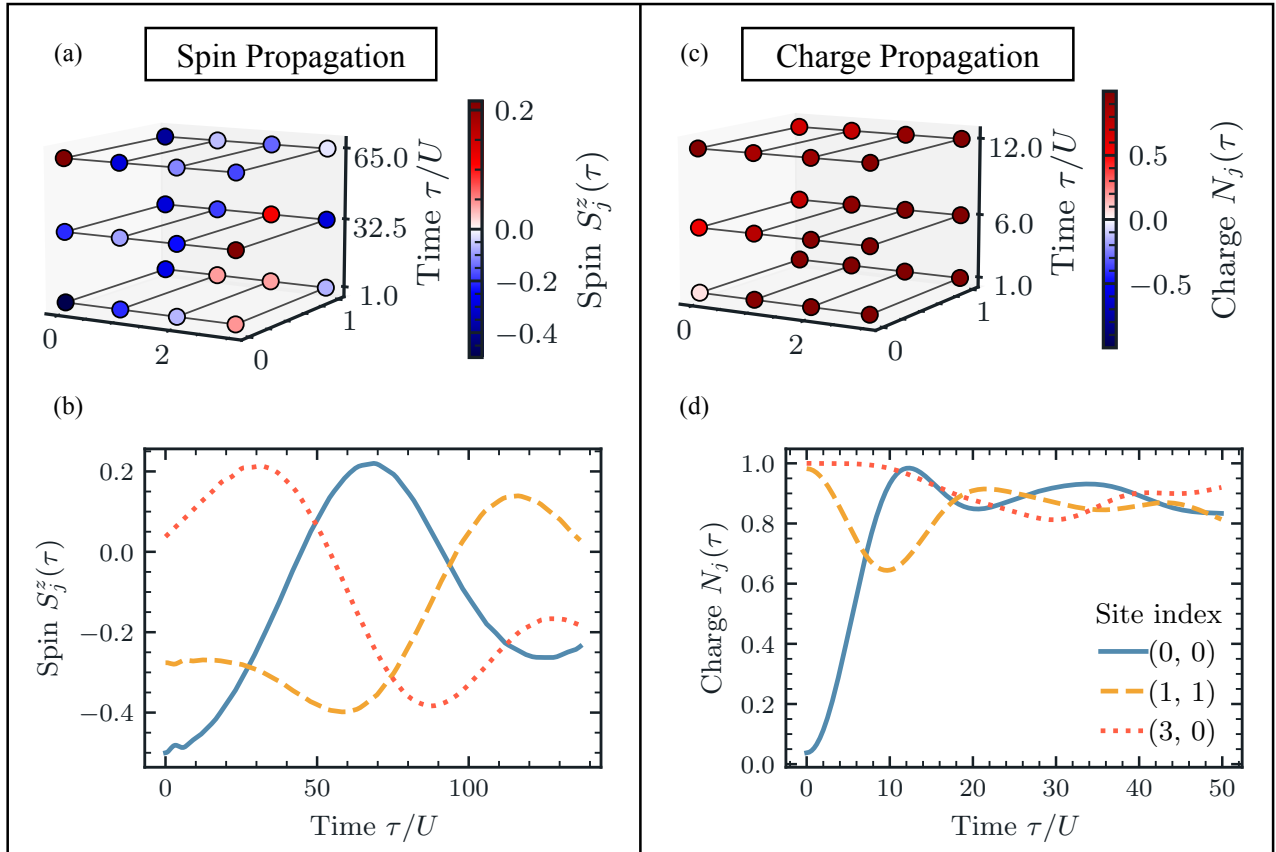 (a)
Spin Propagation
65.0
32.5
1.0
0
2
0
1
Time τ/U
0.2
0.0
−0.2
−0.4
Spin S_j^z(τ)
(b)
0.2
0.0
−0.2
−0.4
Spin S_j^z(τ)
0
50
100
Time τ/U
(c)
Charge Propagation
12.0
6.0
1.0
0
2
0
1
Time τ/U
0.5
0.0
−0.5
Charge N_j(τ)
(d)
1.0
0.8
0.6
0.4
0.2
0.0
Charge N_j(τ)
Site index
(0, 0)
(1, 1)
(3, 0)
0
10
20
30
40
50
Time τ/U